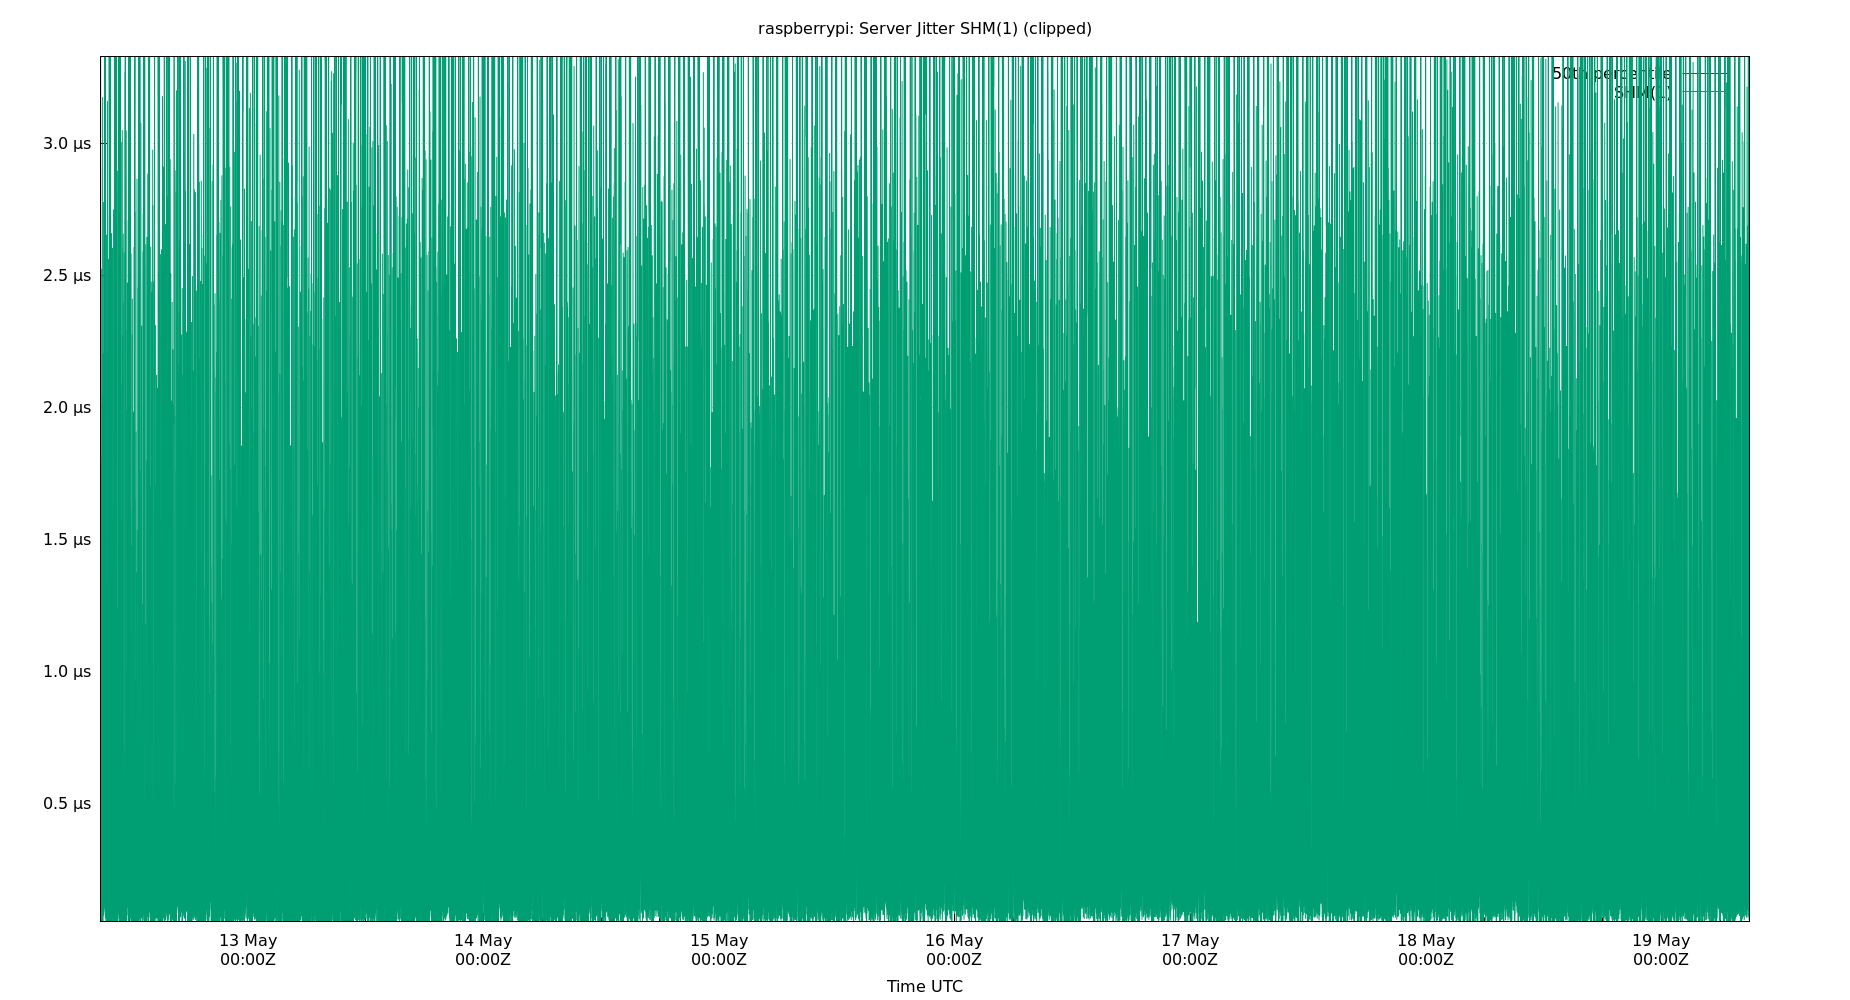 raspberrypi: Server Jitter SHM(1) (clipped)
50th percentile
SHM(1)
3.0 μs
2.5 μs
2.0 μs
1.5 μs
1.0 μs
0.5 μs
13 May 14 May 15 May 16 May 17 May 18 May 19 May
00:00Z 00:00Z 00:00Z 00:00Z 00:00Z 00:00Z 00:00Z
Time UTC